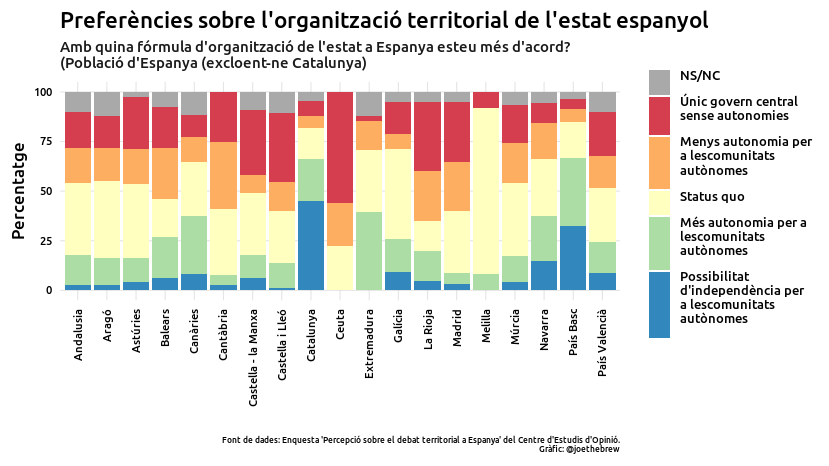 Preferències sobre l'organització territorial de l'estat espanyol
Amb quina fórmula d'organització de l'estat a Espanya esteu més d'acord?
(Població d'Espanya (excloent-ne Catalunya)
Percentatge
100
75
50
25
0
Andalusia
Aragó
Astúries
Balears
Canàries
Cantàbria
Castella - la Manxa
Castella i Lleó
Catalunya
Ceuta
Extremadura
Galícia
La Rioja
Madrid
Melilla
Múrcia
Navarra
País Basc
País Valencià
NS/NC
Únic govern central
sense autonomies
Menys autonomia per
a lescomunitats
autònomes
Status quo
Més autonomia per a
lescomunitats
autònomes
Possibilitat
d'independència per
a lescomunitats
autònomes
Font de dades: Enquesta 'Percepció sobre el debat territorial a Espanya' del Centre d'Estudis d'Opinió.
Gràfic: @joethebrew